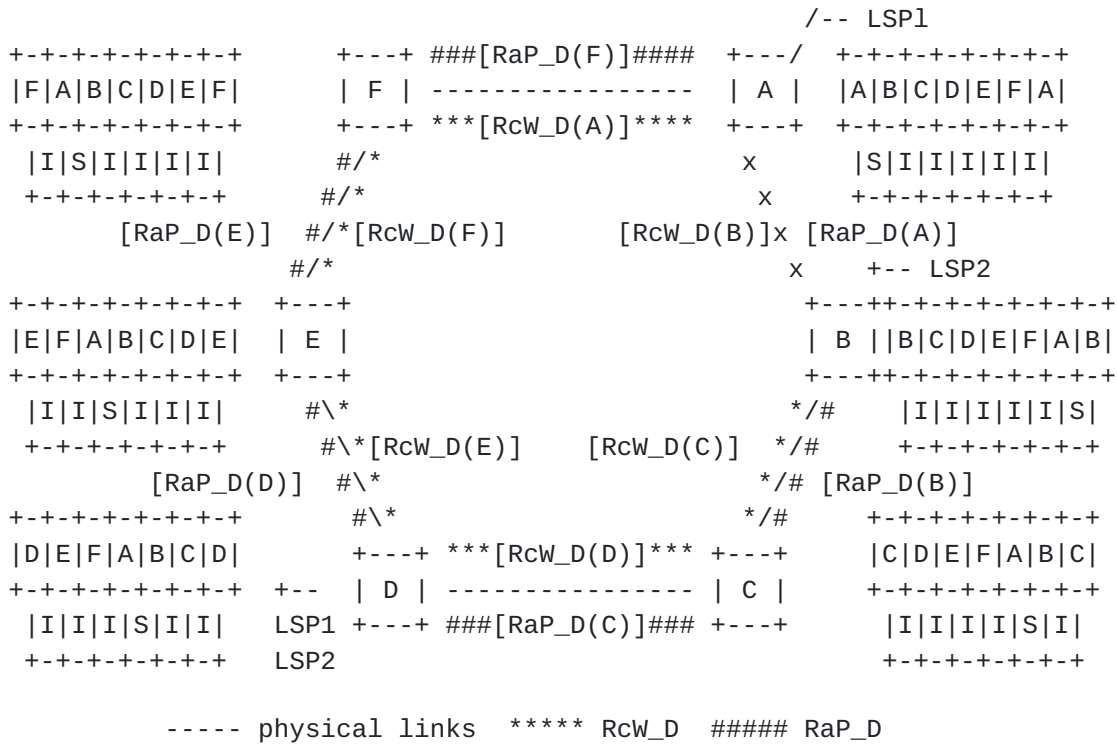 /-- LSPl
+-+-+-+-+-+-+-+      +---+ ###[RaP_D(F)]####  +---/  +-+-+-+-+-+-+-+
|F|A|B|C|D|E|F|      | F | -----------------  | A |  |A|B|C|D|E|F|A|
+-+-+-+-+-+-+-+      +---+ ***[RcW_D(A)]****  +---+  +-+-+-+-+-+-+-+
 |I|S|I|I|I|I|       #/*                       x      |S|I|I|I|I|I|
 +-+-+-+-+-+-+      #/*                         x     +-+-+-+-+-+-+
       [RaP_D(E)]  #/*[RcW_D(F)]       [RcW_D(B)]x [RaP_D(A)]
                  #/*                             x    +-- LSP2
+-+-+-+-+-+-+-+  +---+                             +---++-+-+-+-+-+-+-+
|E|F|A|B|C|D|E|  | E |                             | B ||B|C|D|E|F|A|B|
+-+-+-+-+-+-+-+  +---+                             +---++-+-+-+-+-+-+-+
 |I|I|S|I|I|I|     #\*                            */#    |I|I|I|I|I|S|
 +-+-+-+-+-+-+      #\*[RcW_D(E)]    [RcW_D(C)]  */#     +-+-+-+-+-+-+
         [RaP_D(D)]  #\*                        */# [RaP_D(B)]
+-+-+-+-+-+-+-+       #\*                      */#     +-+-+-+-+-+-+-+
|D|E|F|A|B|C|D|       +---+ ***[RcW_D(D)]*** +---+     |C|D|E|F|A|B|C|
+-+-+-+-+-+-+-+  +--  | D | ---------------- | C |     +-+-+-+-+-+-+-+
 |I|I|I|S|I|I|   LSP1 +---+ ###[RaP_D(C)]### +---+      |I|I|I|I|S|I|
 +-+-+-+-+-+-+   LSP2                                   +-+-+-+-+-+-+
          ----- physical links  ***** RcW_D  ##### RaP_D